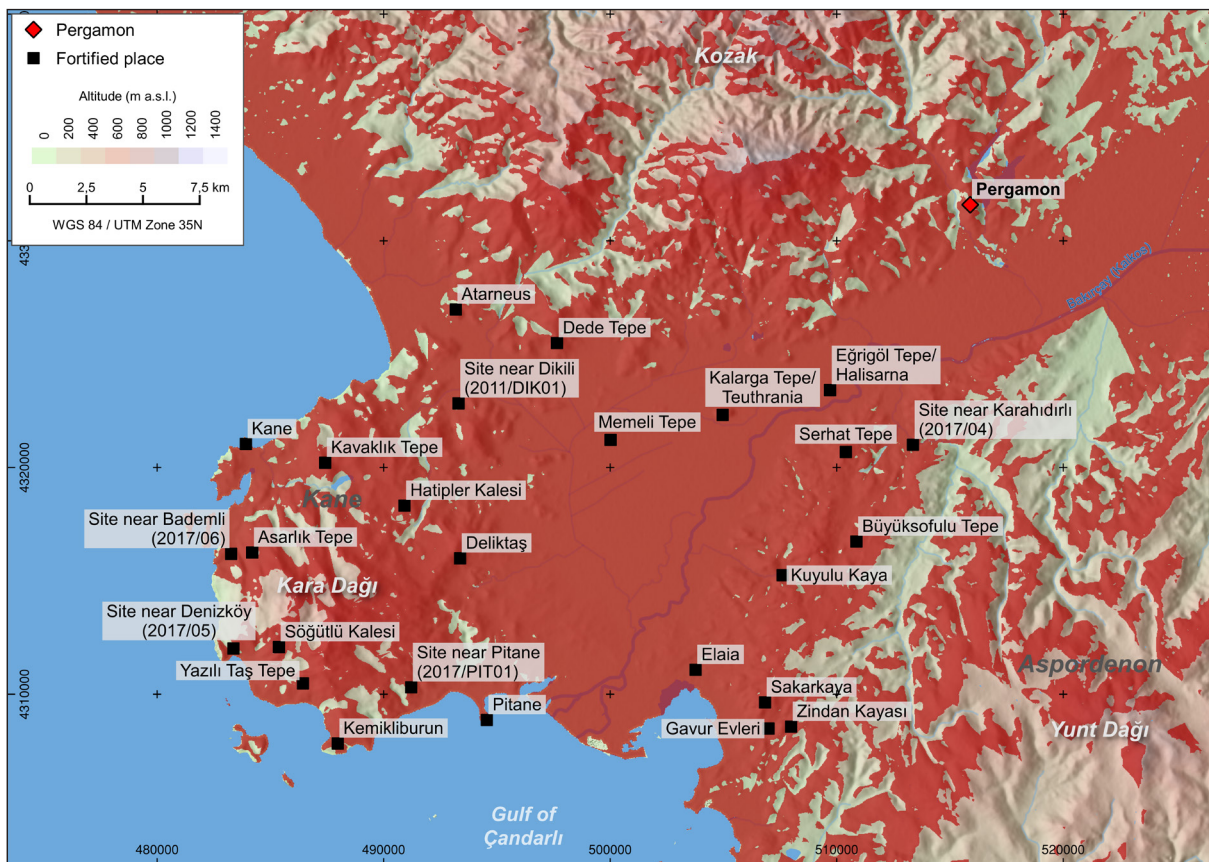 Pergamon
Fortified place
Altitude (m a.s.l.)
0 200 400 600 800 1000 1200 1400
0 2,5 5 7,5 km
WGS 84 / UTM Zone 35N
Kozak
Pergamon
Bakırçay (Kaikos)
Atarneus
Dede Tepe
Site near Dikili
(2011/DIK01)
Eğrigöl Tepe/
Halisarna
Kalarga Tepe/
Teuthrania
Site near Karahıdırlı
(2017/04)
Memeli Tepe
Serhat Tepe
Kane
Kavaklık Tepe
Kane
Hatipler Kalesi
Site near Bademli
(2017/06)
Asarlık Tepe
Deliktaş
Büyüksofulu Tepe
Kuyulu Kaya
Kara Dağı
Site near Denizköy
(2017/05)
Söğütlü Kalesi
Yazılı Taş Tepe
Site near Pitane
(2017/PIT01)
Elaia
Aspordenon
Sakarkaya
Pitane
Zindan Kayası
Gavur Evleri
Kemikliburun
Yunt Dağı
Gulf of
Çandarlı
4320000
4310000
480000 490000 500000 510000 520000